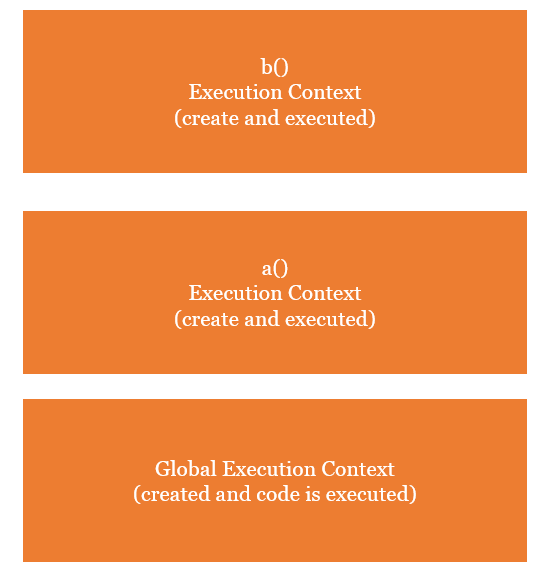 b()
Execution Context
(create and executed)
a()
Execution Context
(create and executed)
Global Execution Context
(created and code is executed)